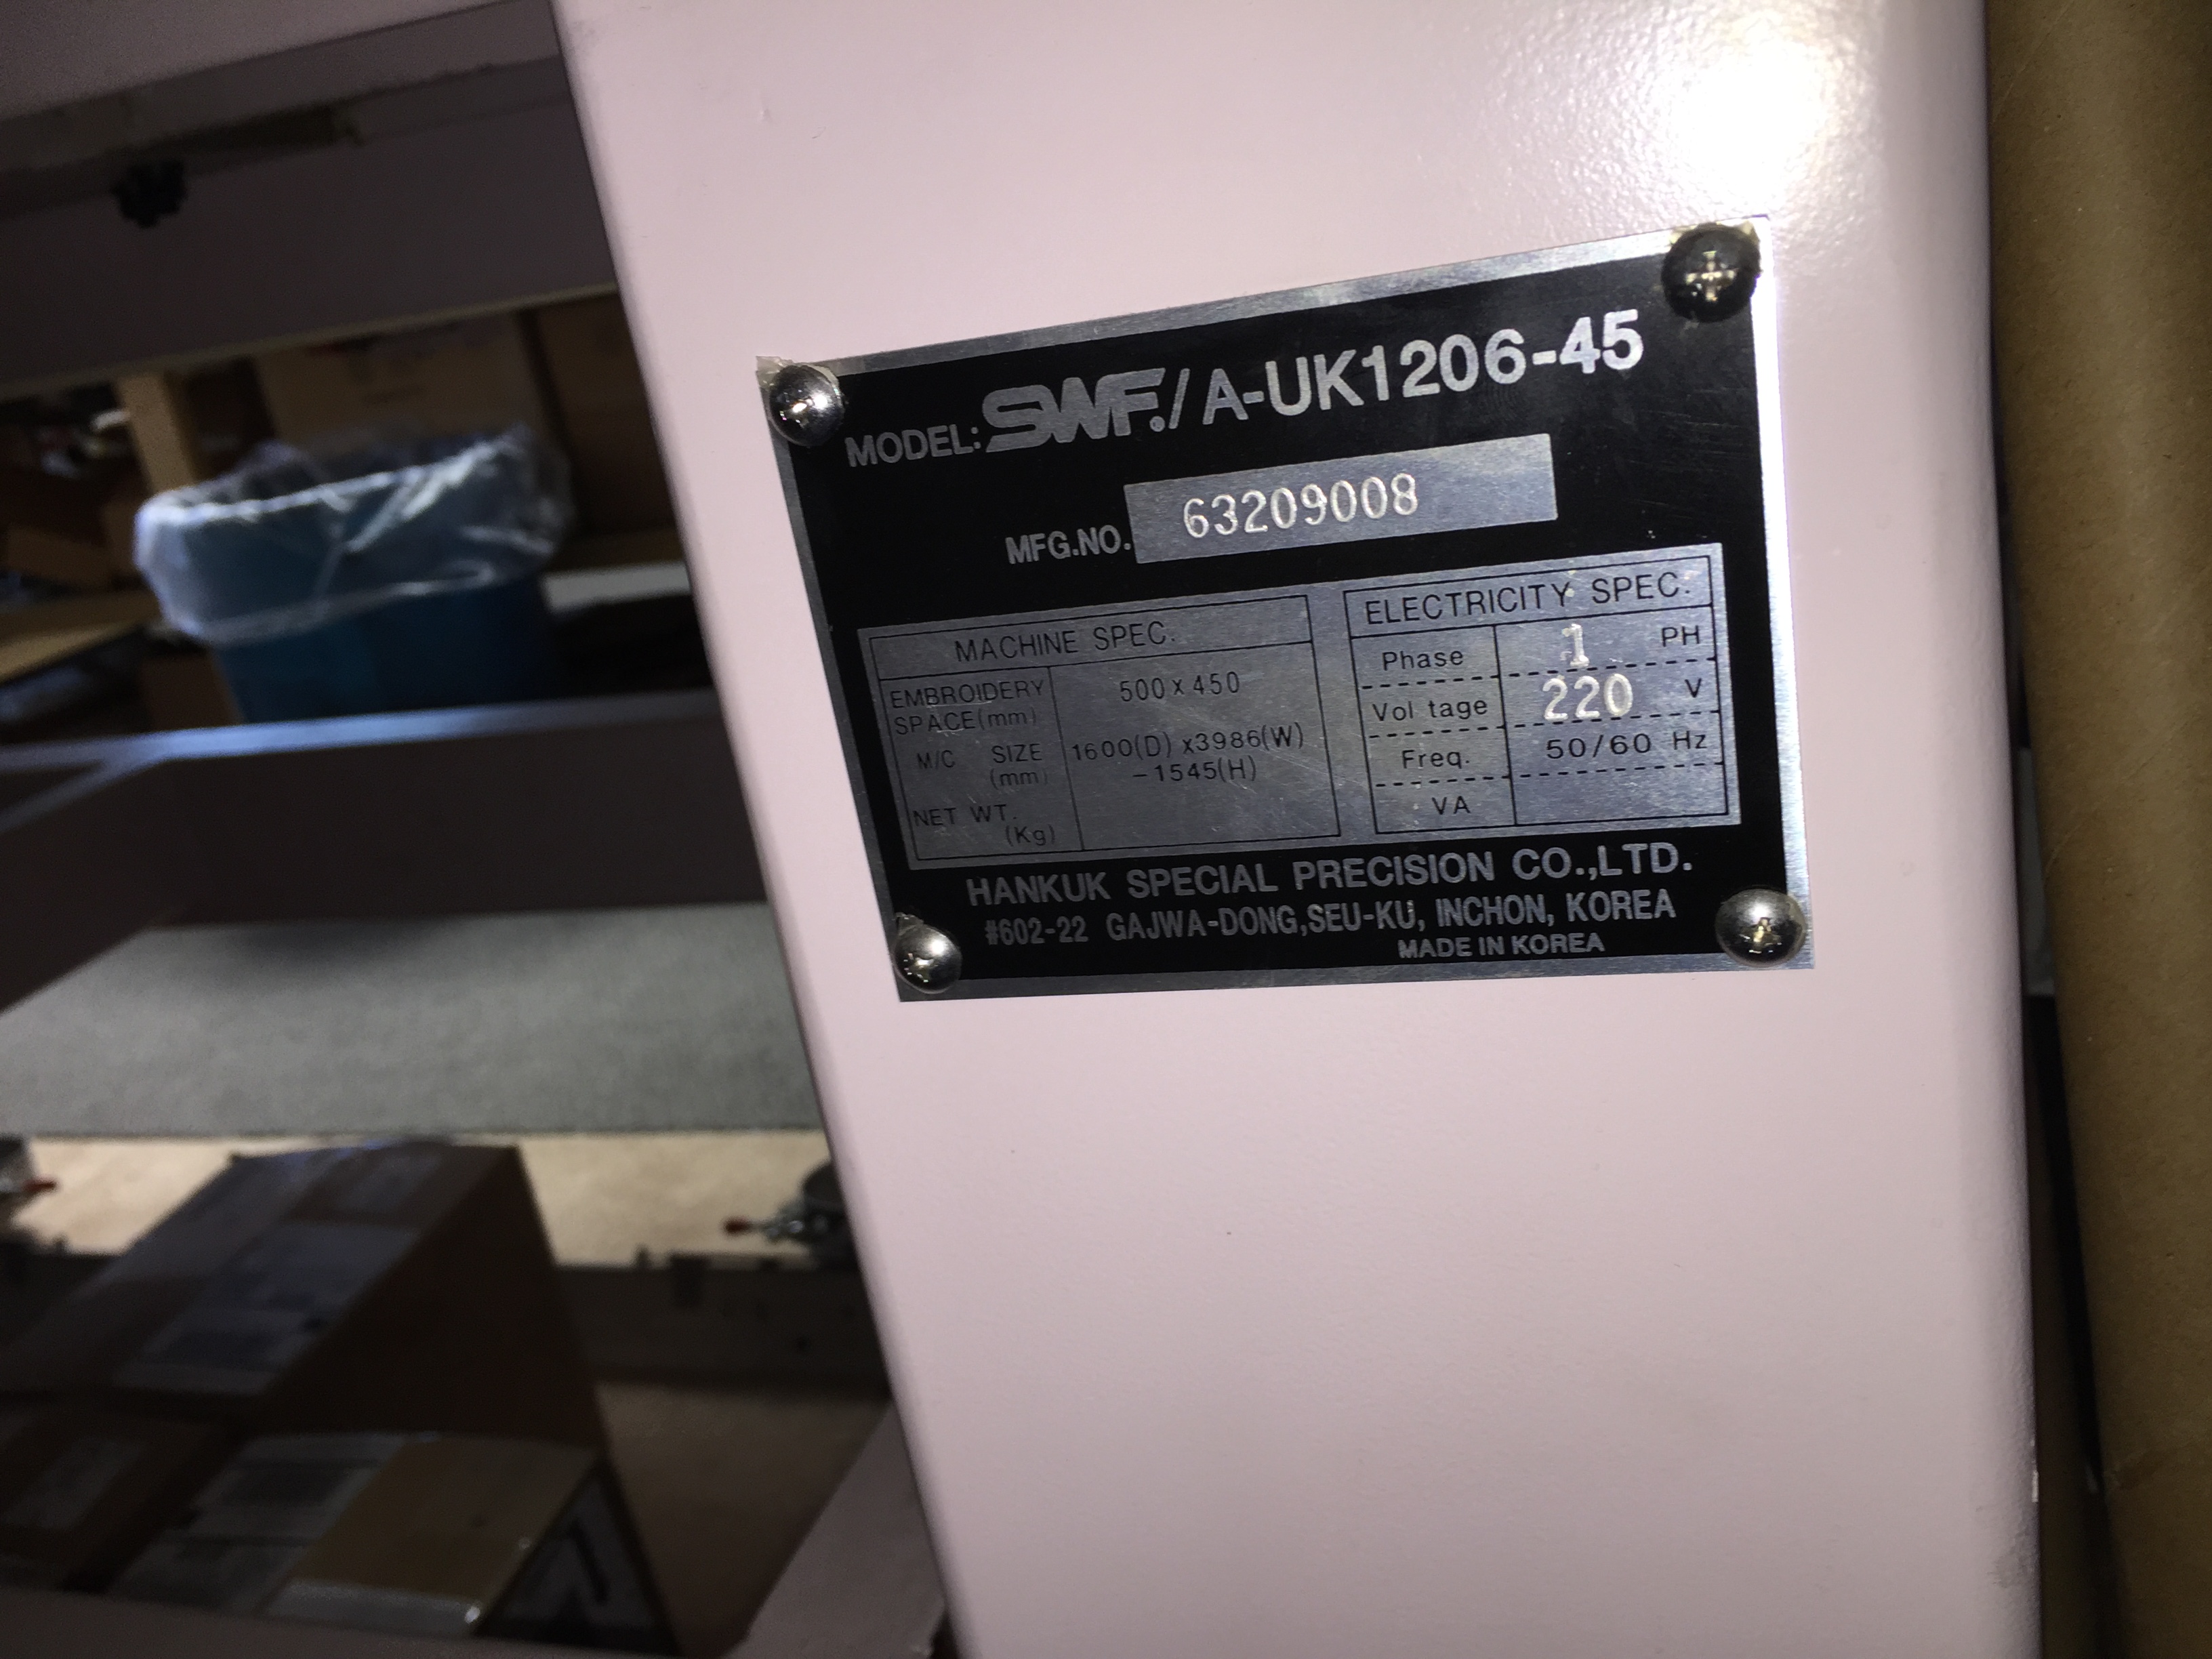 MODEL: SWF./A-UK1206-45
MFG.NO. 63209008
MACHINE SPEC.
EMBROIDERY SPACE(mm) 500 x 450
M/C SIZE (mm) 1600(D) x3986(W) -1545(H)
NET WT. (Kg)
ELECTRICITY SPEC.
Phase 1 PH
Vol tage 220 V
Freq. 50/60 Hz
VA
HANKUK SPECIAL PRECISION CO.,LTD.
#602-22 GAJWA-DONG,SEU-KU, INCHON, KOREA
MADE IN KOREA